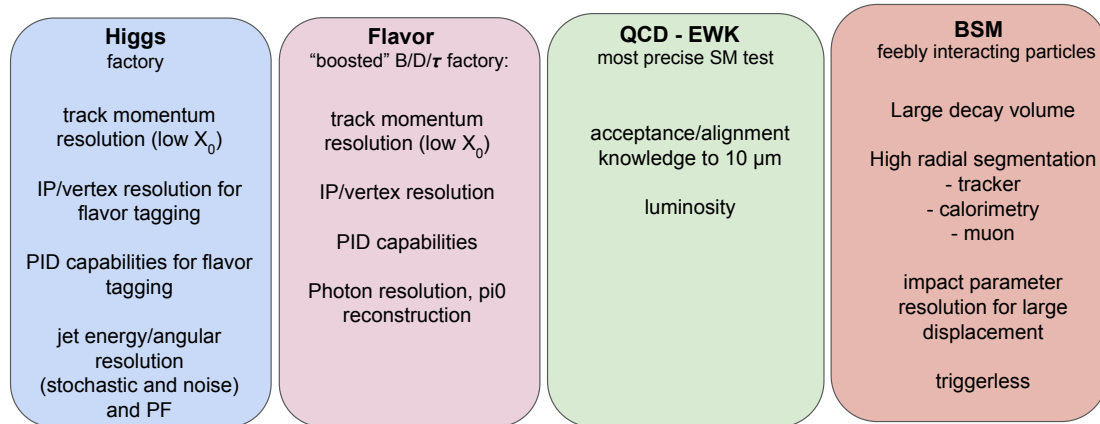 Higgs
factory
track momentum
resolution (low X0)
IP/vertex resolution for
flavor tagging
PID capabilities for flavor
tagging
jet energy/angular
resolution
(stochastic and noise)
and PF
Flavor
“boosted” B/D/τ factory:
track momentum
resolution (low X0)
IP/vertex resolution
PID capabilities
Photon resolution, pi0
reconstruction
QCD - EWK
most precise SM test
acceptance/alignment
knowledge to 10 µm
luminosity
BSM
feebly interacting particles
Large decay volume
High radial segmentation
- tracker
- calorimetry
- muon
impact parameter
resolution for large
displacement
triggerless